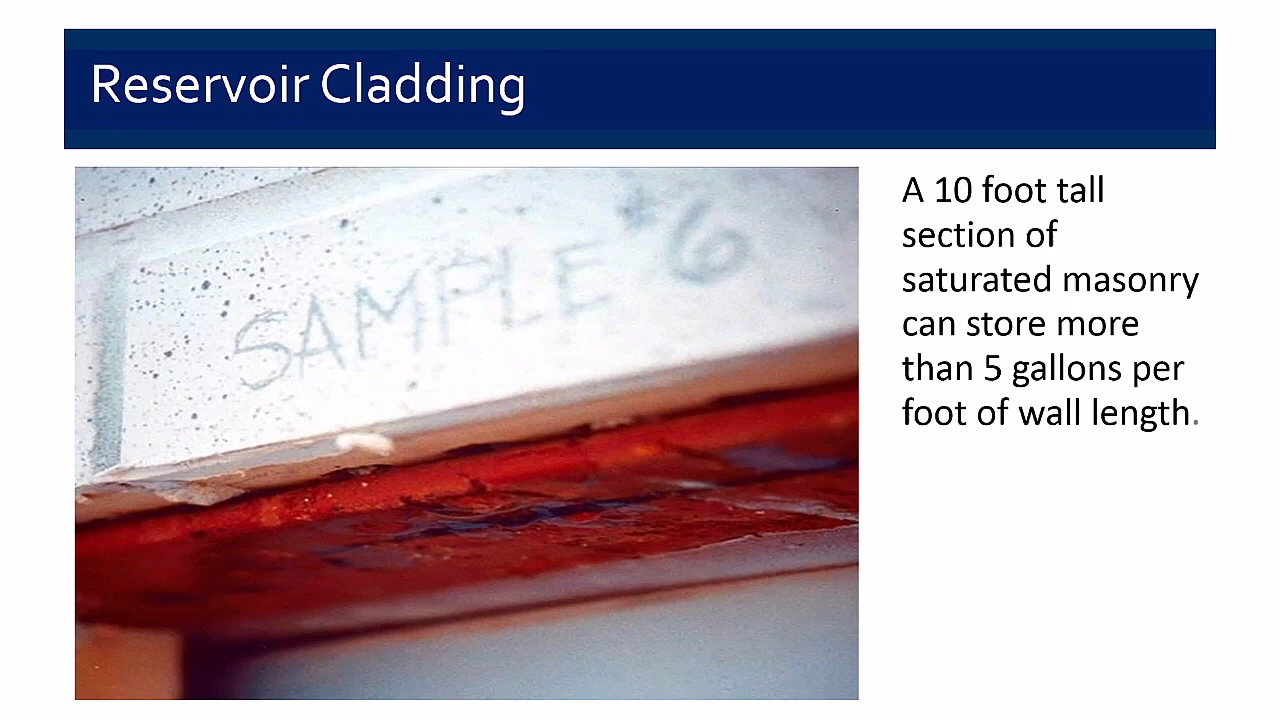 Reservoir Cladding
SAMPLE #6
A 10 foot tall
section of
saturated masonry
can store more
than 5 gallons per
foot of wall length.